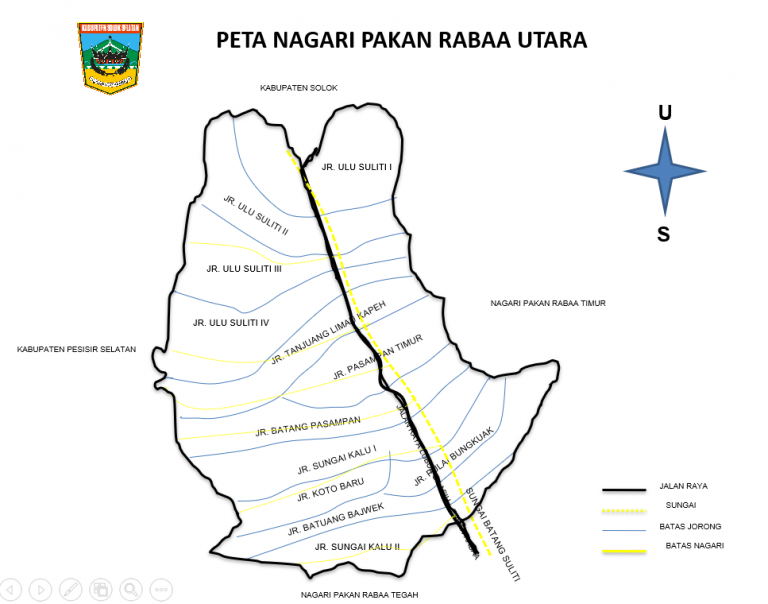 KABUPATEN SOLOK SELATAN
PETA NAGARI PAKAN RABAA UTARA
KABUPATEN SOLOK
U
S
JR. ULU SULITI I
JR. ULU SULITI II
JR. ULU SULITI III
JR. ULU SULITI IV
NAGARI PAKAN RABAA TIMUR
KABUPATEN PESISIR SELATAN
JR. TANJUANG LIMAU KAPEH
JR. PASAMPAN TIMUR
JR. BATANG PASAMPAN
JALAN RAYA
JR. PULAI BUNGKUAK
JR. SUNGAI KALU I
JR. KOTO BARU
SUNGAI BATANG SULITI
JR. BATUANG BAJWEK
JR. SUNGAI KALU II
JALAN RAYA
SUNGAI
BATAS JORONG
BATAS NAGARI
NAGARI PAKAN RABAA TEGAH